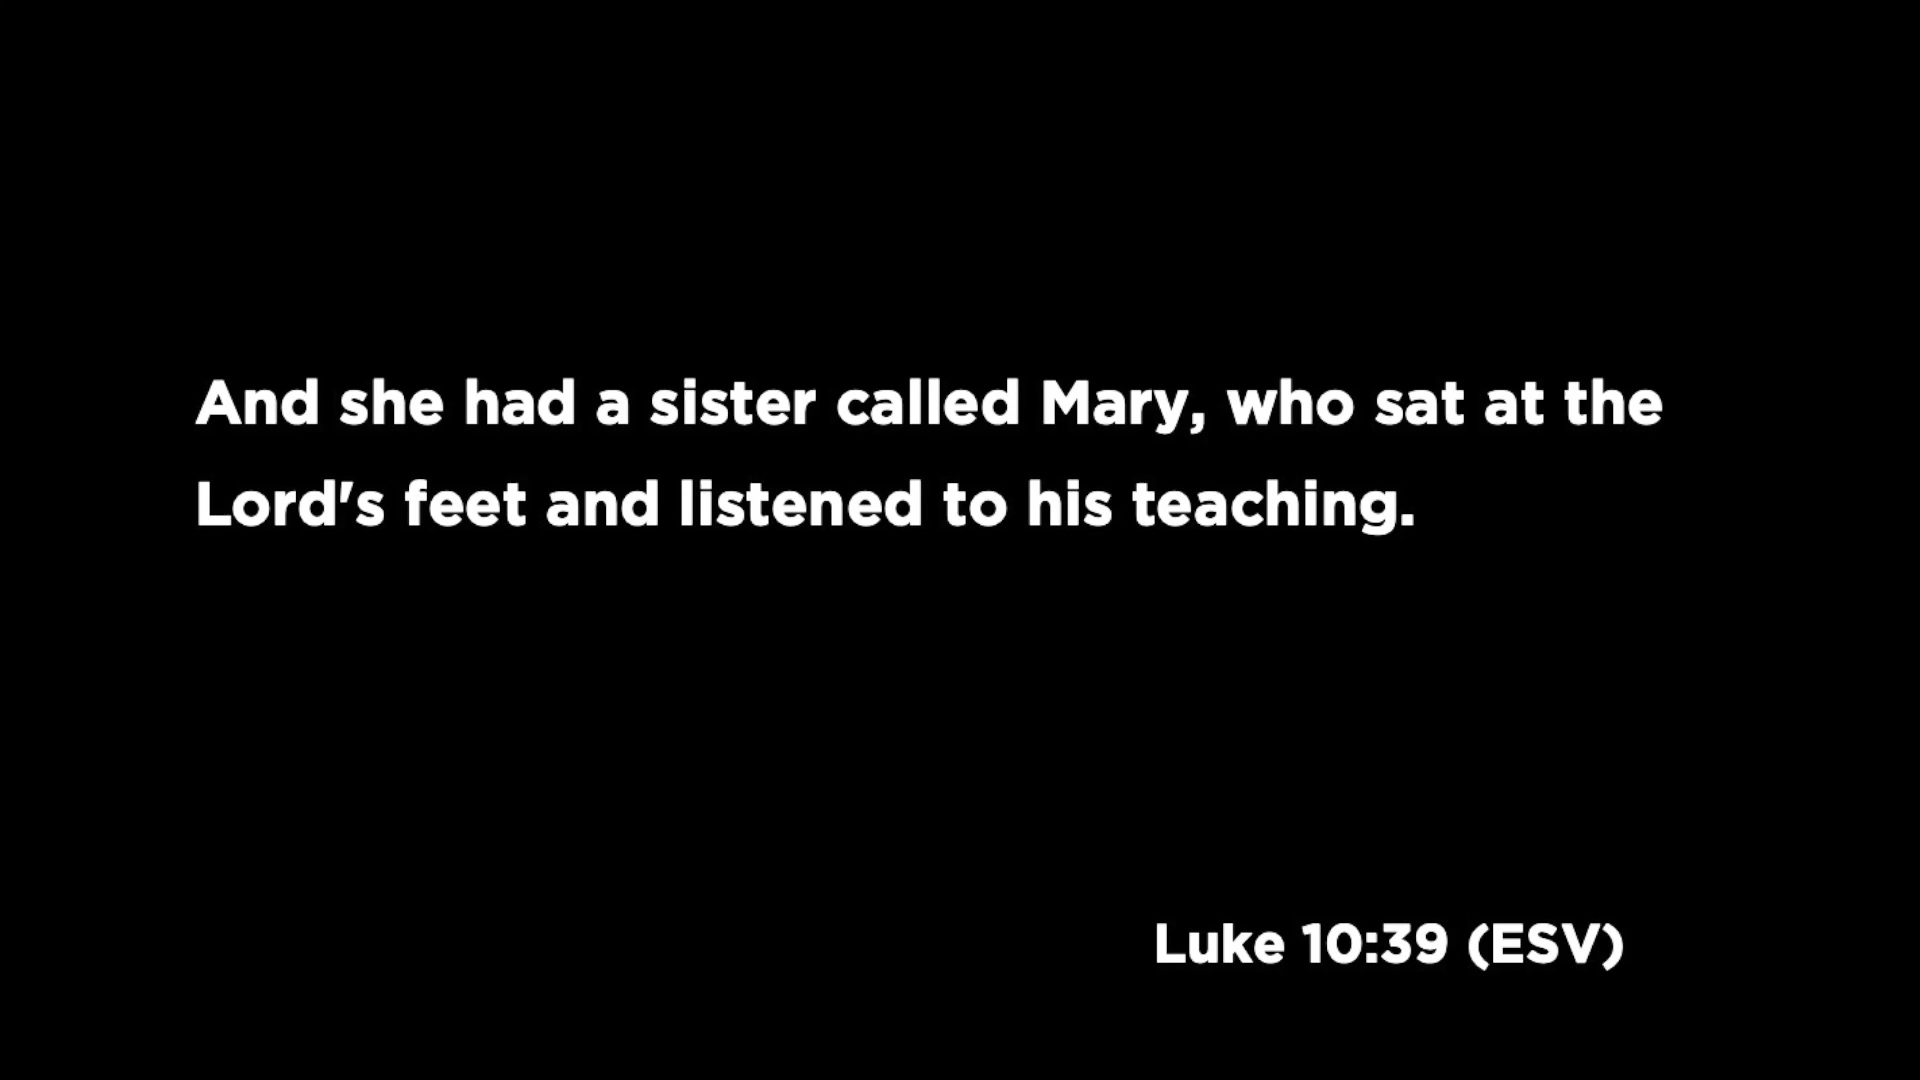 And she had a sister called Mary, who sat at the
Lord's feet and listened to his teaching.
Luke 10:39 (ESV)